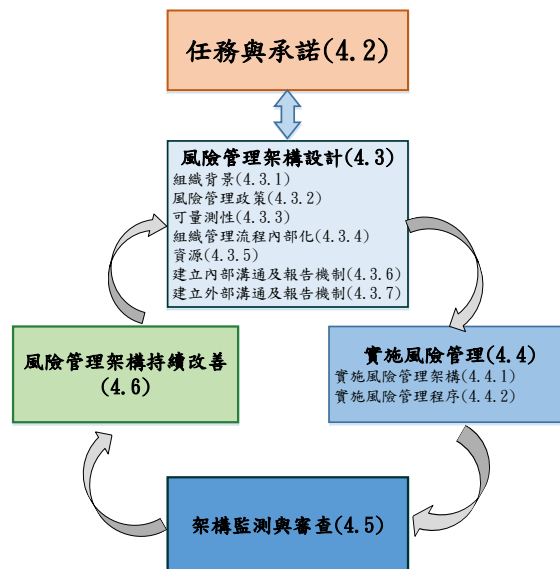 任務與承諾(4.2)
風險管理架構設計(4.3)
組織背景(4.3.1)
風險管理政策(4.3.2)
可量測性(4.3.3)
組織管理流程內部化(4.3.4)
資源(4.3.5)
建立內部溝通及報告機制(4.3.6)
建立外部溝通及報告機制(4.3.7)
實施風險管理(4.4)
實施風險管理架構(4.4.1)
實施風險管理程序(4.4.2)
架構監測與審查(4.5)
風險管理架構持續改善
(4.6)